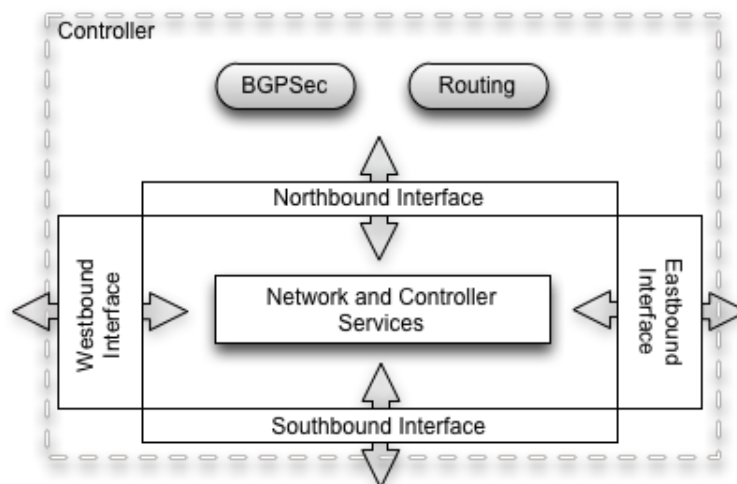 Controller
BGPSec
Routing
Northbound Interface
Westbound
Interface
Network and Controller
Services
Eastbound
Interface
Southbound Interface